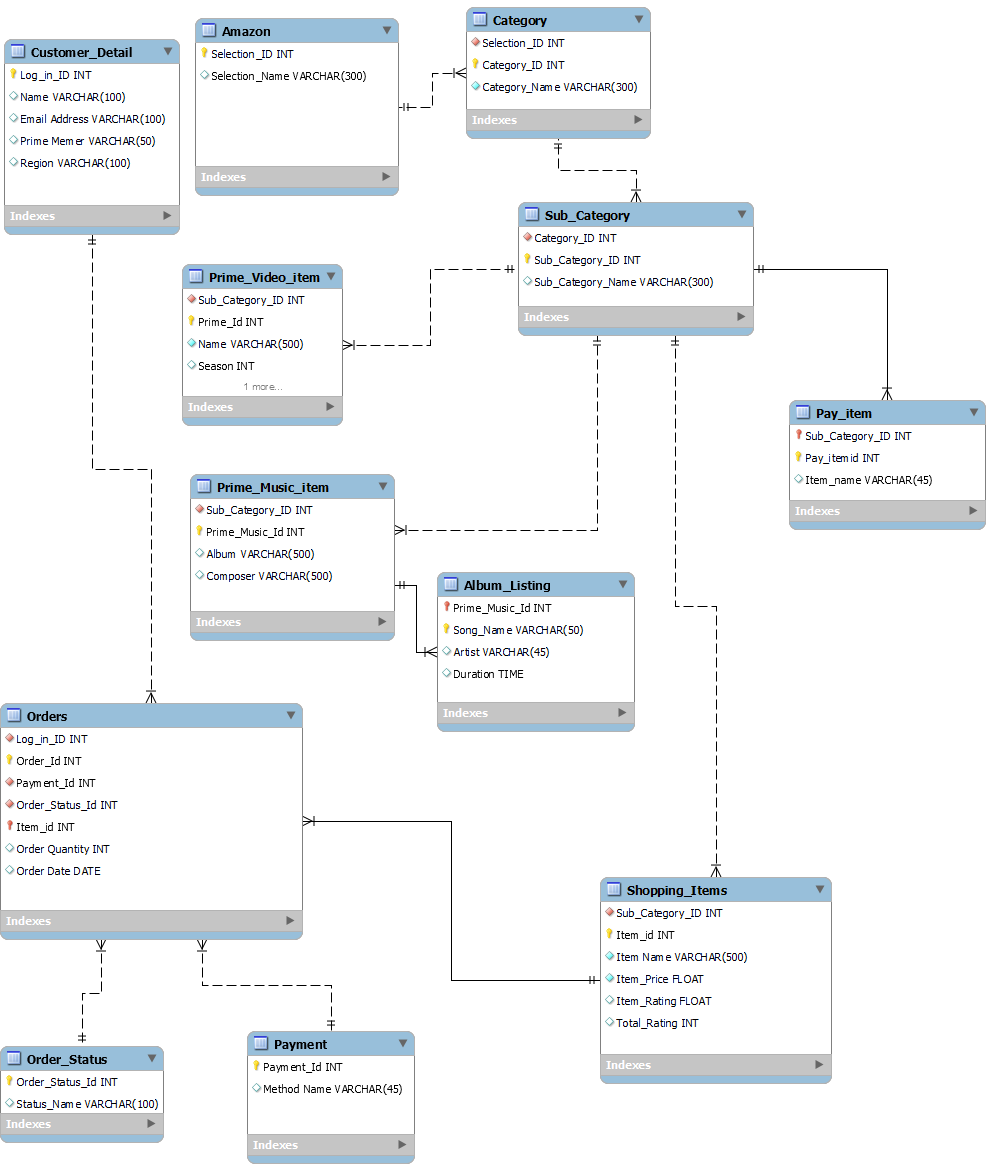 Customer_Detail
Log_in_ID INT
Name VARCHAR(100)
Email Address VARCHAR(100)
Prime Memer VARCHAR(50)
Region VARCHAR(100)
Indexes
Amazon
Selection_ID INT
Selection_Name VARCHAR(300)
Indexes
Category
Selection_ID INT
Category_ID INT
Category_Name VARCHAR(300)
Indexes
Sub_Category
Category_ID INT
Sub_Category_ID INT
Sub_Category_Name VARCHAR(300)
Indexes
Prime_Video_item
Sub_Category_ID INT
Prime_Id INT
Name VARCHAR(500)
Season INT
1 more...
Indexes
Pay_item
Sub_Category_ID INT
Pay_itemid INT
Item_name VARCHAR(45)
Indexes
Prime_Music_item
Sub_Category_ID INT
Prime_Music_Id INT
Album VARCHAR(500)
Composer VARCHAR(500)
Indexes
Album_Listing
Prime_Music_Id INT
Song_Name VARCHAR(50)
Artist VARCHAR(45)
Duration TIME
Indexes
Orders
Log_in_ID INT
Order_Id INT
Payment_Id INT
Order_Status_Id INT
Item_id INT
Order Quantity INT
Order Date DATE
Indexes
Shopping_Items
Sub_Category_ID INT
Item_id INT
Item Name VARCHAR(500)
Item_Price FLOAT
Item_Rating FLOAT
Total_Rating INT
Indexes
Order_Status
Order_Status_Id INT
Status_Name VARCHAR(100)
Indexes
Payment
Payment_Id INT
Method Name VARCHAR(45)
Indexes